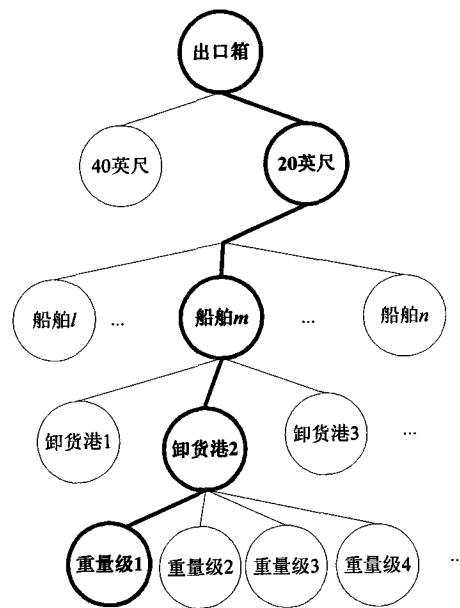 出口箱
40英尺 20英尺
船舶l ... 船舶m ... 船舶n
卸货港1 卸货港2 卸货港3 ...
重量级1 重量级2 重量级3 重量级4 ...